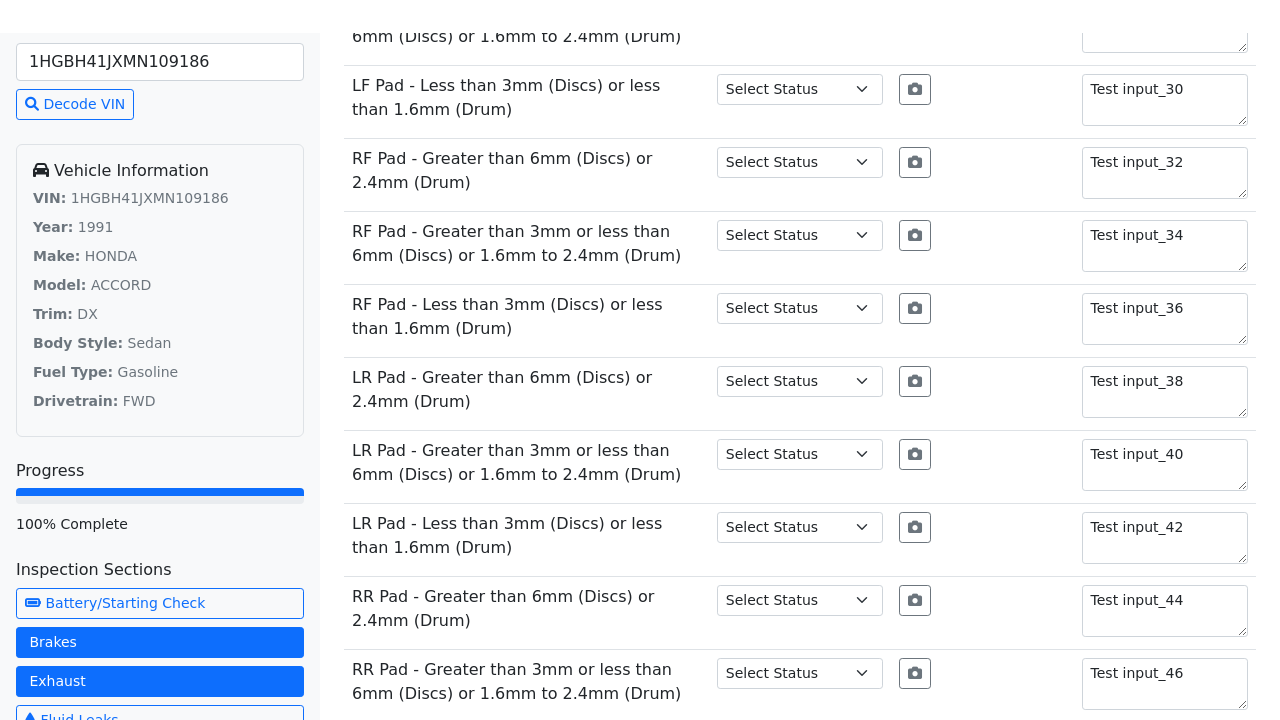 1HGBH41JXMN109186
Decode VIN
Vehicle Information
VIN: 1HGBH41JXMN109186
Year: 1991
Make: HONDA
Model: ACCORD
Trim: DX
Body Style: Sedan
Fuel Type: Gasoline
Drivetrain: FWD
Progress
100% Complete
Inspection Sections
Battery/Starting Check
Brakes
Exhaust
Fluid Leaks
6mm (Discs) or 1.6mm to 2.4mm (Drum)
LF Pad - Less than 3mm (Discs) or less
than 1.6mm (Drum)
Select Status
Test input_30
RF Pad - Greater than 6mm (Discs) or
2.4mm (Drum)
Select Status
Test input_32
RF Pad - Greater than 3mm or less than
6mm (Discs) or 1.6mm to 2.4mm (Drum)
Select Status
Test input_34
RF Pad - Less than 3mm (Discs) or less
than 1.6mm (Drum)
Select Status
Test input_36
LR Pad - Greater than 6mm (Discs) or
2.4mm (Drum)
Select Status
Test input_38
LR Pad - Greater than 3mm or less than
6mm (Discs) or 1.6mm to 2.4mm (Drum)
Select Status
Test input_40
LR Pad - Less than 3mm (Discs) or less
than 1.6mm (Drum)
Select Status
Test input_42
RR Pad - Greater than 6mm (Discs) or
2.4mm (Drum)
Select Status
Test input_44
RR Pad - Greater than 3mm or less than
6mm (Discs) or 1.6mm to 2.4mm (Drum)
Select Status
Test input_46